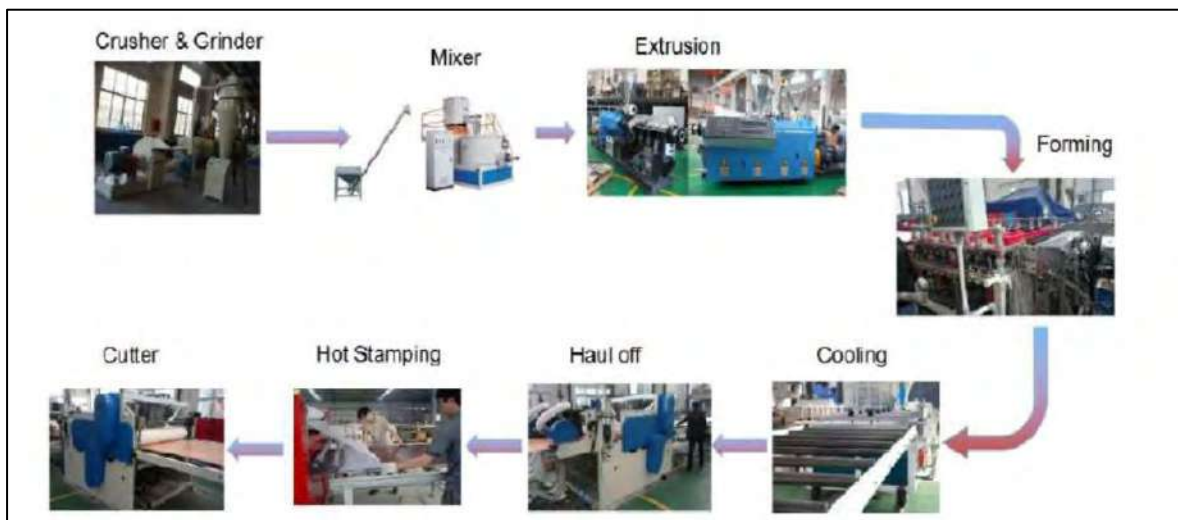 Crusher & Grinder
Mixer
Extrusion
Forming
Cooling
Haul off
Hot Stamping
Cutter